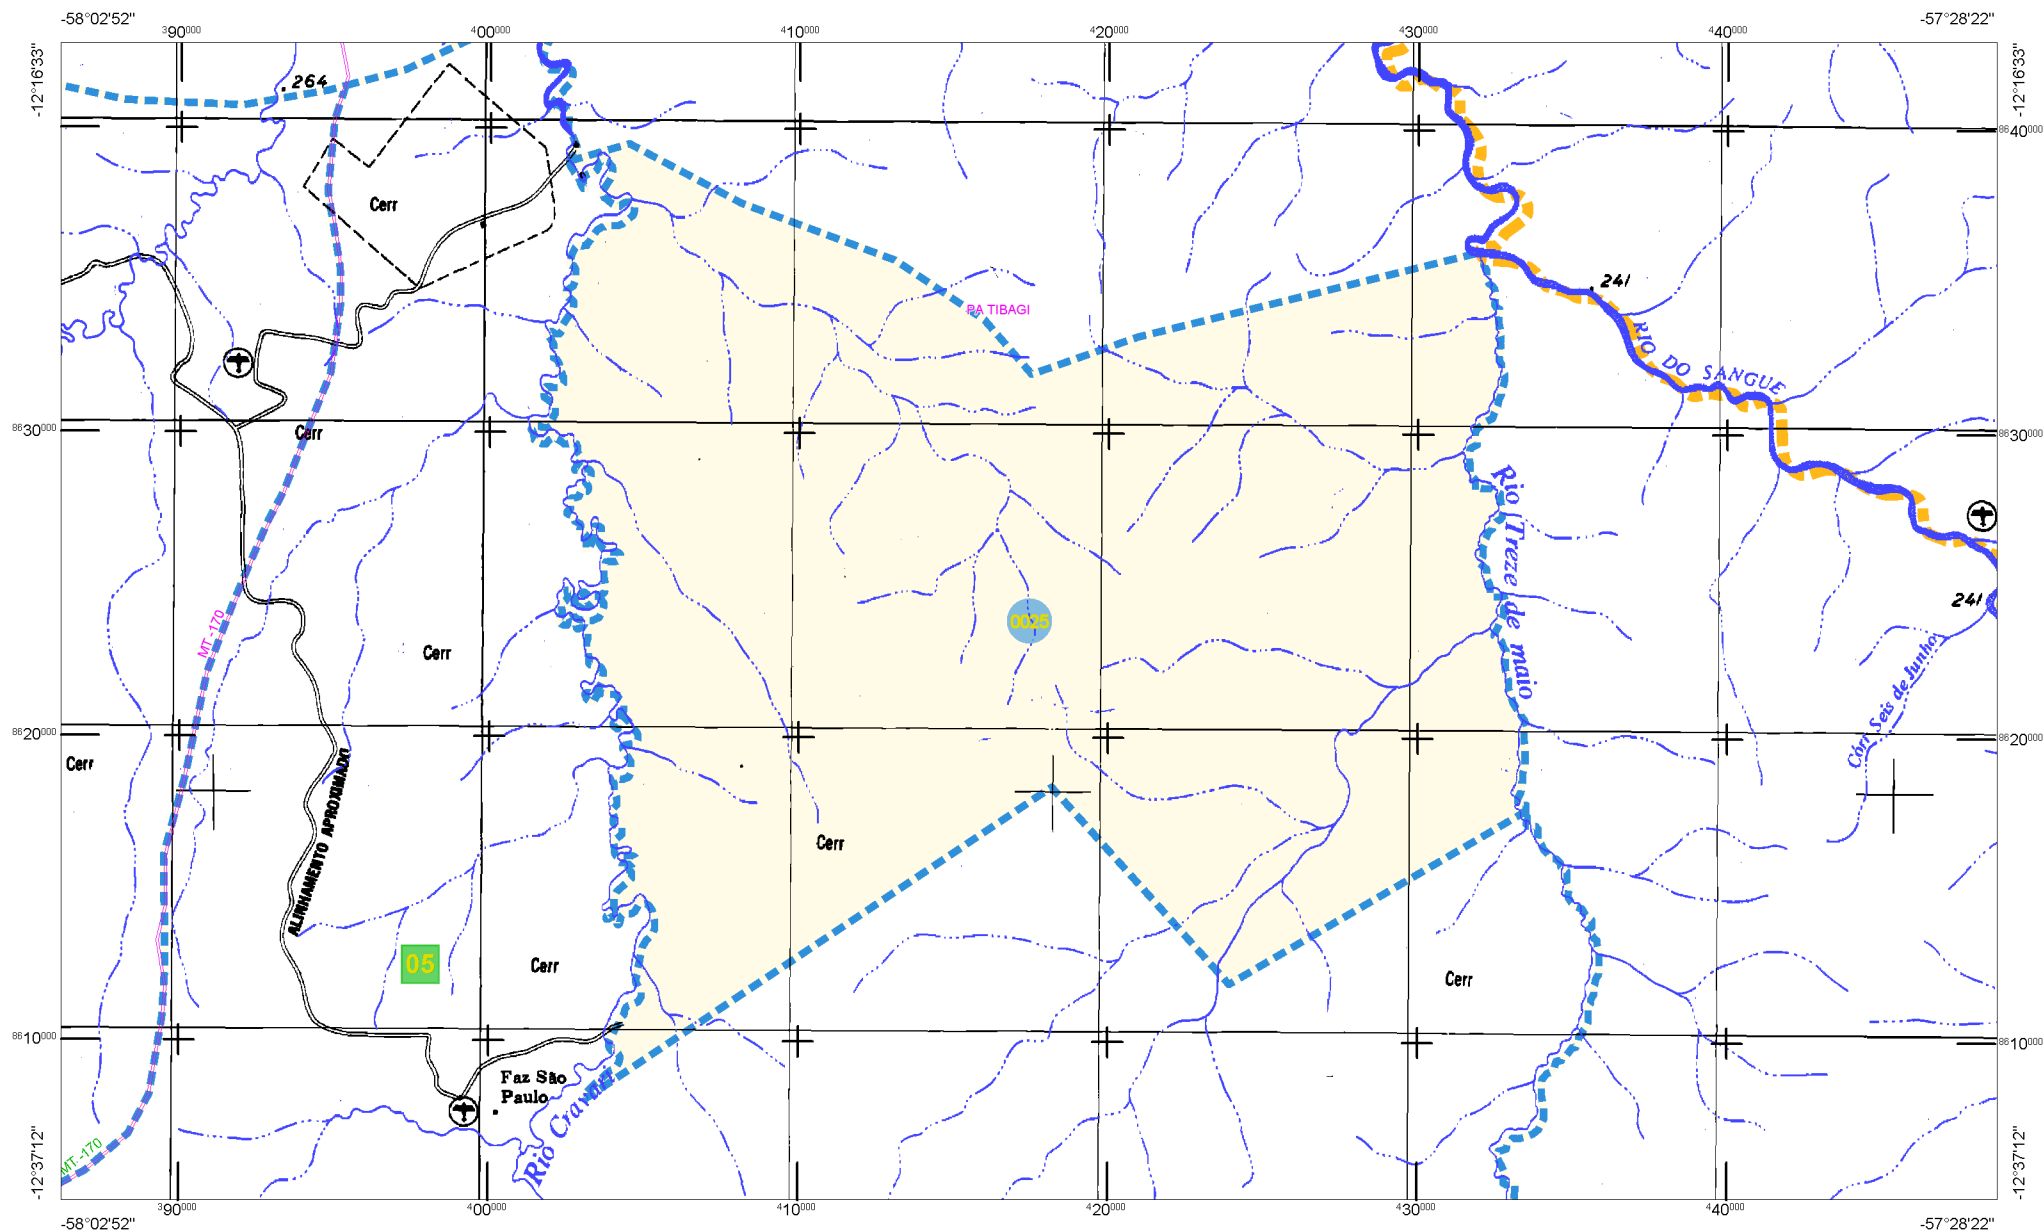 -58°02'52"
-57°28'22"
³90⁰⁰⁰
⁴00⁰⁰⁰
⁴10⁰⁰⁰
⁴20⁰⁰⁰
⁴30⁰⁰⁰
⁴40⁰⁰⁰
-12°16'33"
-12°16'33"
264
⁸⁶40⁰⁰⁰
⁸⁶40⁰⁰⁰
Cerr
241
PA TIBAGI
RIO DO SANGUE
⁸⁶30⁰⁰⁰
Cerr
⁸⁶30⁰⁰⁰
Rio Treze de maio
241
0025
MT-170
Cerr
Córr Seis de Junho
⁸⁶20⁰⁰⁰
⁸⁶20⁰⁰⁰
Cerr
ALINHAMENTO APROXIMADO
Cerr
05
Cerr
Cerr
⁸⁶10⁰⁰⁰
⁸⁶10⁰⁰⁰
Faz São
Paulo
Rio Cravari
MT-170
-12°37'12"
-12°37'12"
³90⁰⁰⁰
⁴00⁰⁰⁰
⁴10⁰⁰⁰
⁴20⁰⁰⁰
⁴30⁰⁰⁰
⁴40⁰⁰⁰
-58°02'52"
-57°28'22"